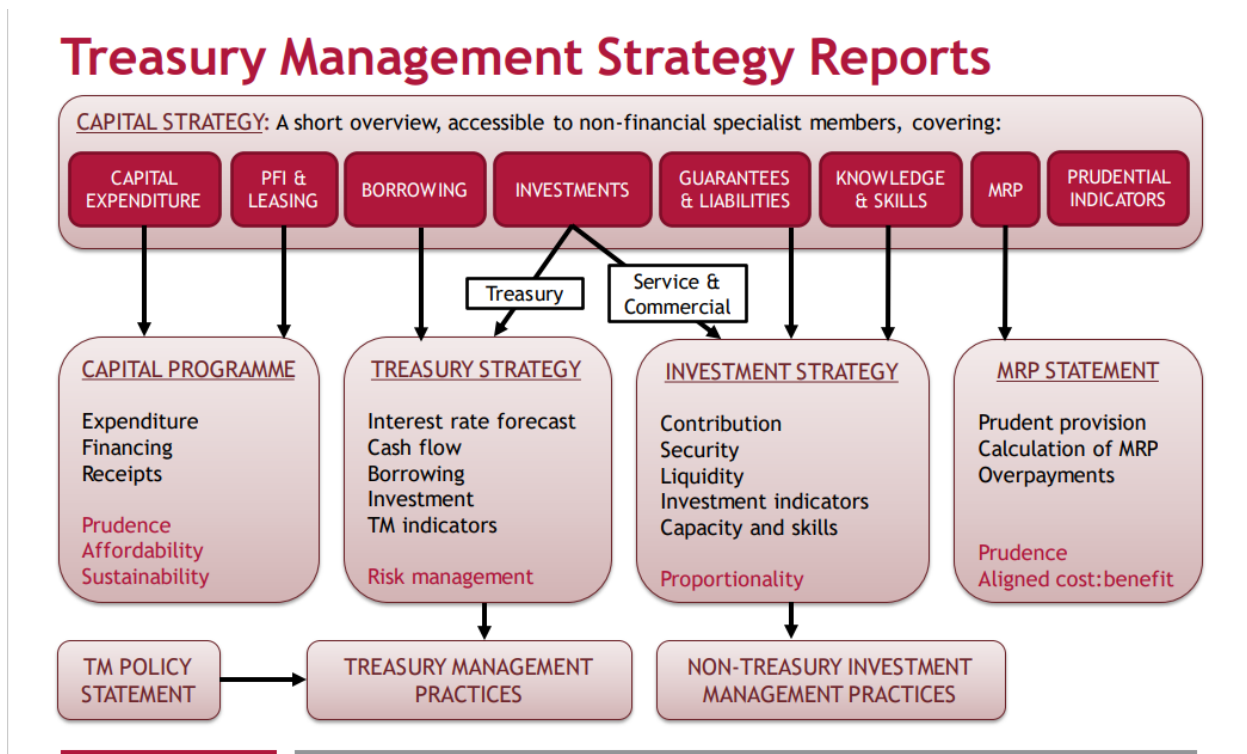 Treasury Management Strategy Reports
CAPITAL STRATEGY: A short overview, accessible to non-financial specialist members, covering:
CAPITAL
EXPENDITURE
PFI &
LEASING
BORROWING
INVESTMENTS
GUARANTEES
& LIABILITIES
KNOWLEDGE
& SKILLS
MRP
PRUDENTIAL
INDICATORS
Treasury
Service &
Commercial
CAPITAL PROGRAMME
Expenditure
Financing
Receipts
Prudence
Affordability
Sustainability
TREASURY STRATEGY
Interest rate forecast
Cash flow
Borrowing
Investment
TM indicators
Risk management
INVESTMENT STRATEGY
Contribution
Security
Liquidity
Investment indicators
Capacity and skills
Proportionality
MRP STATEMENT
Prudent provision
Calculation of MRP
Overpayments
Prudence
Aligned cost:benefit
TM POLICY
STATEMENT
TREASURY MANAGEMENT
PRACTICES
NON-TREASURY INVESTMENT
MANAGEMENT PRACTICES